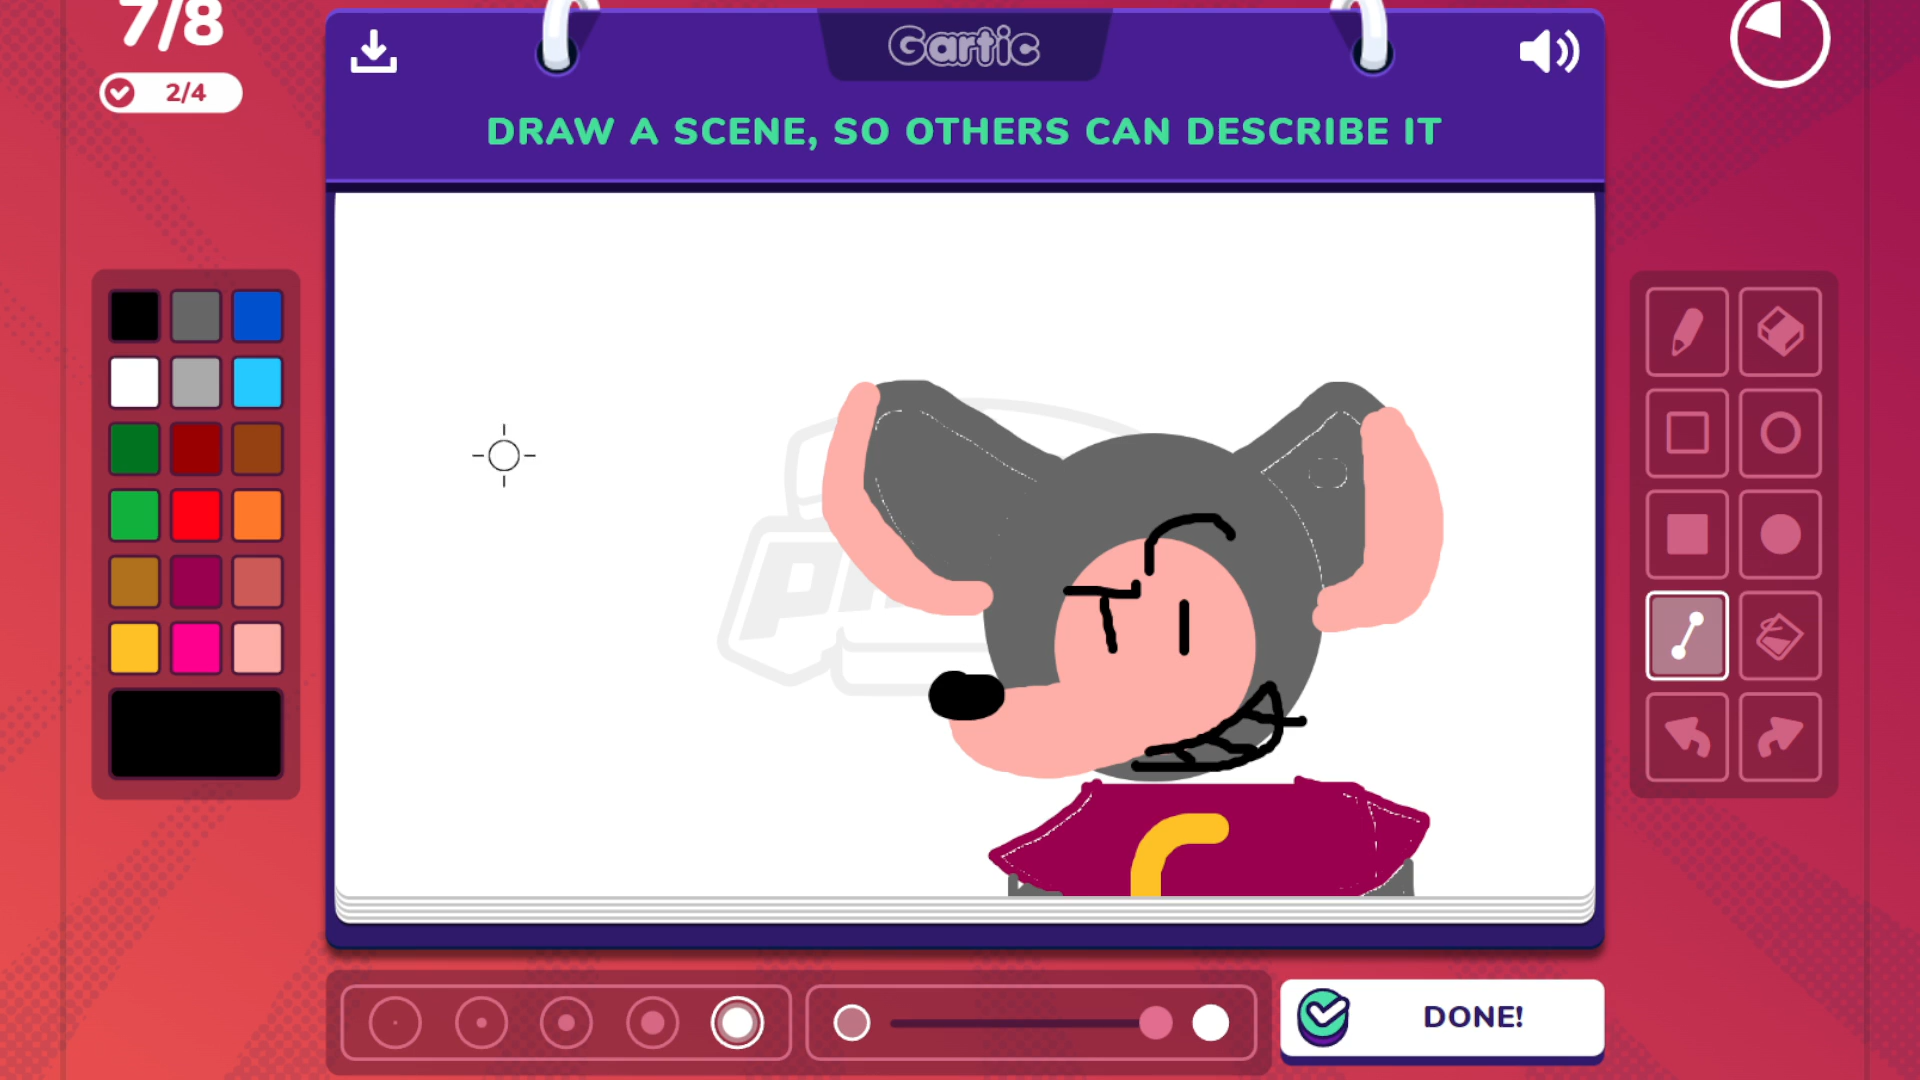 7/8
2/4
Gartic
DRAW A SCENE, SO OTHERS CAN DESCRIBE IT
DONE!